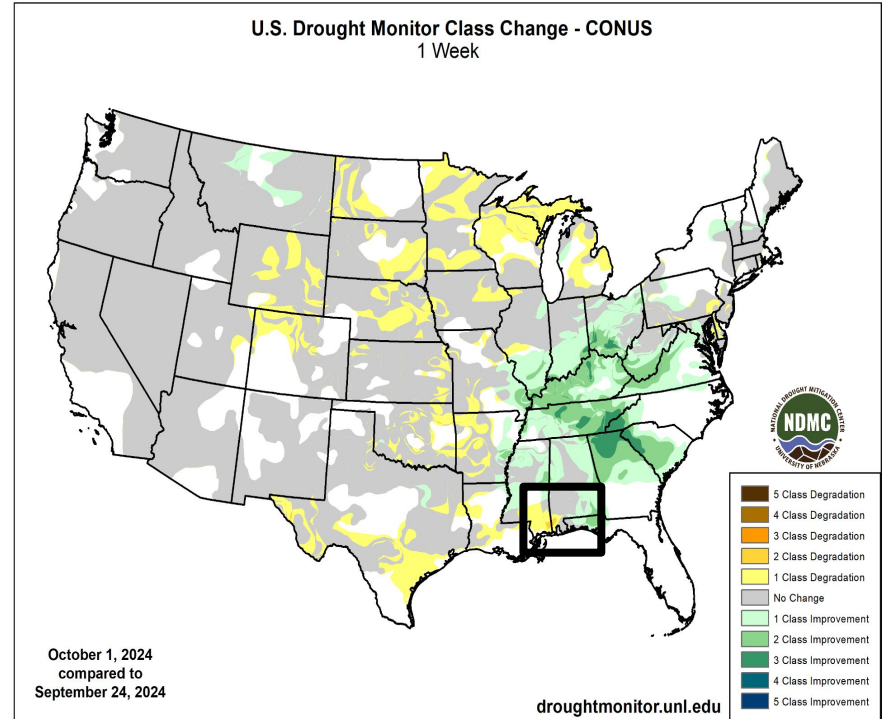 U.S. Drought Monitor Class Change - CONUS
1 Week
NATIONAL DROUGHT MITIGATION CENTER
NDMC
UNIVERSITY OF NEBRASKA
5 Class Degradation
4 Class Degradation
3 Class Degradation
2 Class Degradation
1 Class Degradation
No Change
1 Class Improvement
2 Class Improvement
3 Class Improvement
4 Class Improvement
5 Class Improvement
October 1, 2024
compared to
September 24, 2024
droughtmonitor.unl.edu